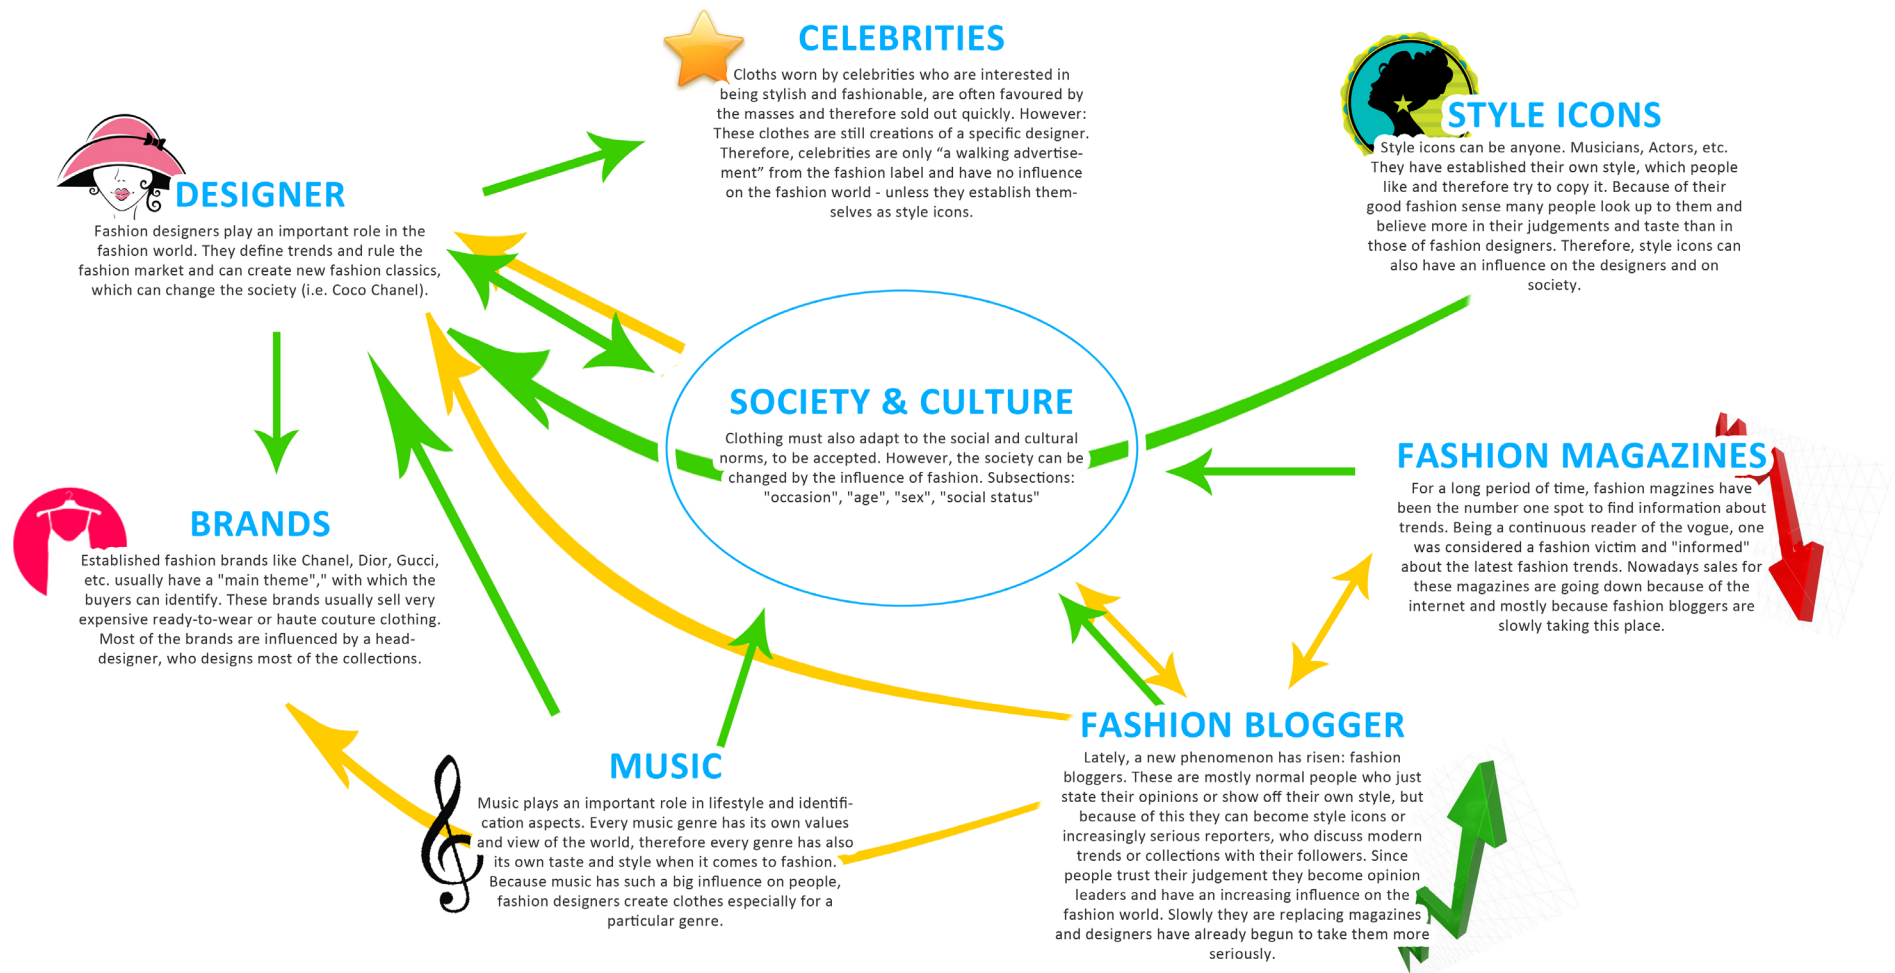 CELEBRITIES
Cloths worn by celebrities who are interested in
being stylish and fashionable, are often favoured by
the masses and therefore sold out quickly. However:
These clothes are still creations of a specific designer.
Therefore, celebrities are only “a walking advertise-
ment” from the fashion label and have no influence
on the fashion world - unless they establish them-
selves as style icons.
STYLE ICONS
Style icons can be anyone. Musicians, Actors, etc.
They have established their own style, which people
like and therefore try to copy it. Because of their
good fashion sense many people look up to them and
believe more in their judgements and taste than in
those of fashion designers. Therefore, style icons can
also have an influence on the designers and on
society.
DESIGNER
Fashion designers play an important role in the
fashion world. They define trends and rule the
fashion market and can create new fashion classics,
which can change the society (i.e. Coco Chanel).
SOCIETY & CULTURE
Clothing must also adapt to the social and cultural
norms, to be accepted. However, the society can be
changed by the influence of fashion. Subsections:
"occasion", "age", "sex", "social status"
FASHION MAGAZINES
For a long period of time, fashion magzines have
been the number one spot to find information about
trends. Being a continuous reader of the vogue, one
was considered a fashion victim and "informed"
about the latest fashion trends. Nowadays sales for
these magazines are going down because of the
internet and mostly because fashion bloggers are
slowly taking this place.
BRANDS
Established fashion brands like Chanel, Dior, Gucci,
etc. usually have a "main theme"," with which the
buyers can identify. These brands usually sell very
expensive ready-to-wear or haute couture clothing.
Most of the brands are influenced by a head-
designer, who designs most of the collections.
MUSIC
Music plays an important role in lifestyle and identifi-
cation aspects. Every music genre has its own values
and view of the world, therefore every genre has also
its own taste and style when it comes to fashion.
Because music has such a big influence on people,
fashion designers create clothes especially for a
particular genre.
FASHION BLOGGER
Lately, a new phenomenon has risen: fashion
bloggers. These are mostly normal people who just
state their opinions or show off their own style, but
because of this they can become style icons or
increasingly serious reporters, who discuss modern
trends or collections with their followers. Since
people trust their judgement they become opinion
leaders and have an increasing influence on the
fashion world. Slowly they are replacing magazines
and designers have already begun to take them more
seriously.